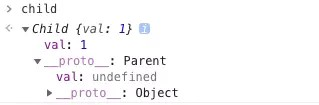 > child
<· ▼ Child {val: 1} i
val: 1
▼ __proto__: Parent
val: undefined
▶ __proto__: Object